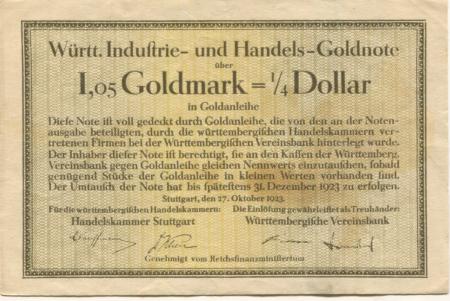 Württ. Industrie- und Handels-Goldnote
über
1,05 Goldmark = 1/4 Dollar
in Goldanleihe
Diese Note ist voll gedeckt durch Goldanleihe, die von den an der Noten-
ausgabe beteiligten, durch die württembergischen Handelskammern ver-
tretenen Firmen bei der Württembergischen Vereinsbank hinterlegt wurde.
Der Inhaber dieser Note ist berechtigt, sie an den Kassen der Württemberg.
Vereinsbank gegen Goldanleihe gleichen Nennwerts einzutauschen, sobald
genügend Stücke der Goldanleihe in kleinen Werten vorhanden sind.
Der Umtausch der Note hat bis spätestens 31. Dezember 1923 zu erfolgen.
Stuttgart, den 27. Oktober 1923.
Für die württembergischen Handelskammern: Die Einlösung gewährleistet als Treuhänder:
Handelskammer Stuttgart Württembergische Vereinsbank
Genehmigt vom Reichsfinanzministerium